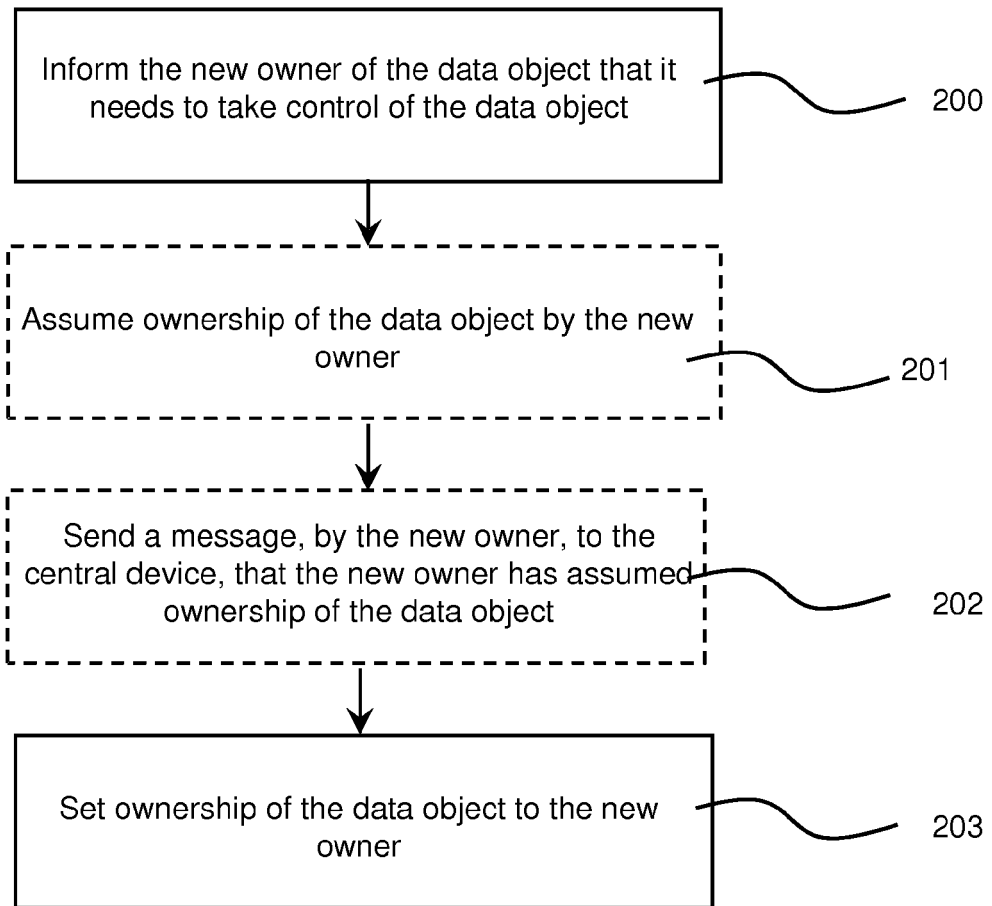 Inform the new owner of the data object that it
needs to take control of the data object
200
Assume ownership of the data object by the new
owner
201
Send a message, by the new owner, to the
central device, that the new owner has assumed
ownership of the data object
202
Set ownership of the data object to the new
owner
203